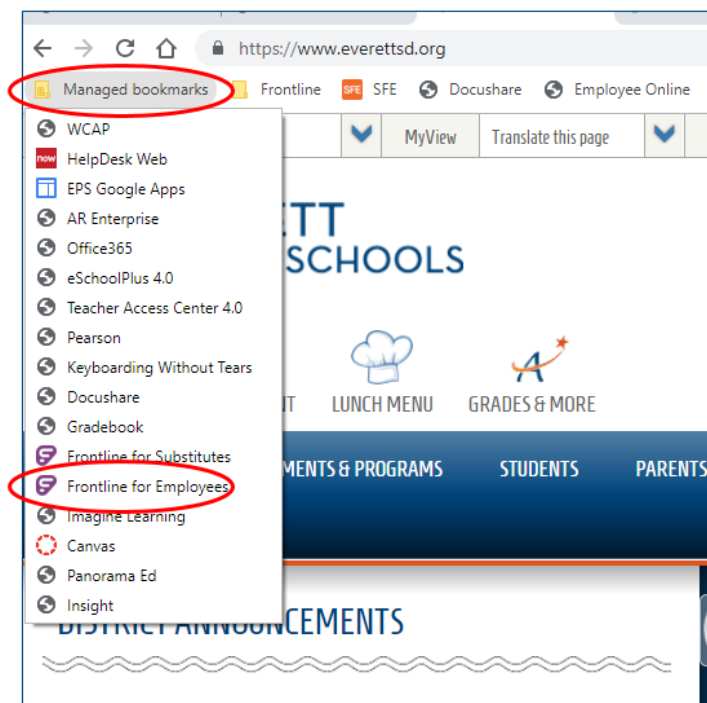 https://www.everettsd.org
Managed bookmarks Frontline SFE SFE Docushare Employee Online
MyView Translate this page
WCAP
now HelpDesk Web
EPS Google Apps
AR Enterprise
Office365
eSchoolPlus 4.0
Teacher Access Center 4.0
Pearson
Keyboarding Without Tears
Docushare
Gradebook
Frontline for Substitutes
Frontline for Employees
Imagine Learning
Canvas
Panorama Ed
Insight
ETT
SCHOOLS
NT LUNCH MENU GRADES & MORE
MENTS & PROGRAMS STUDENTS PARENTS
DISTRICT ANNOUNCEMENTS